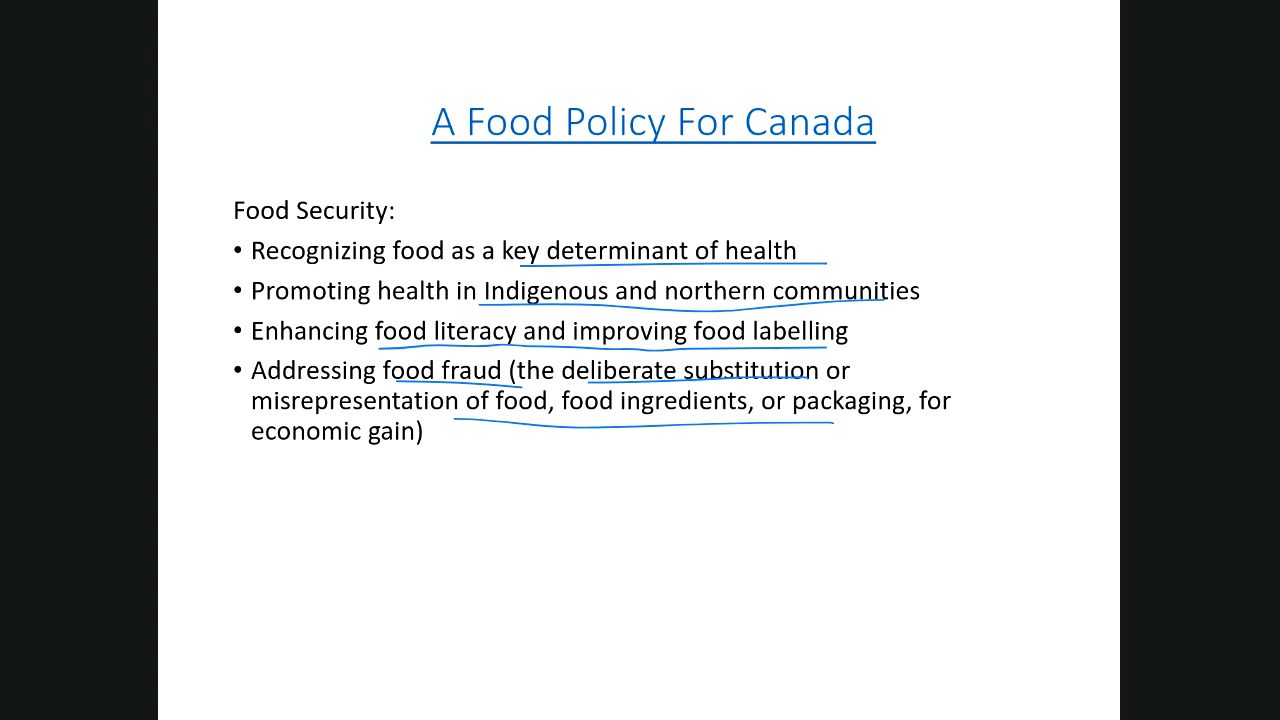 A Food Policy For Canada
Food Security:
• Recognizing food as a key determinant of health
• Promoting health in Indigenous and northern communities
• Enhancing food literacy and improving food labelling
• Addressing food fraud (the deliberate substitution or
misrepresentation of food, food ingredients, or packaging, for
economic gain)